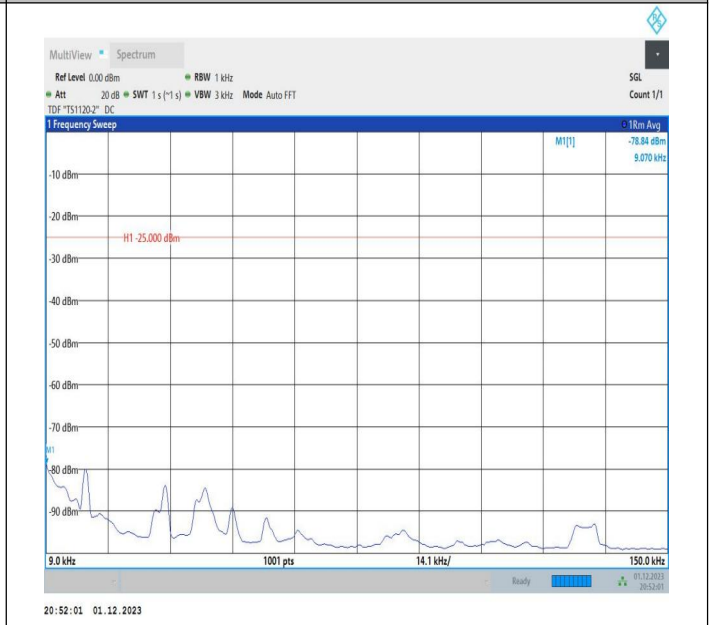 MultiView Spectrum
Ref Level 0.00 dBm RBW 1 kHz SGL
Att 20 dB SWT 1 s (~1 s) VBW 3 kHz Mode Auto FFT Count 1/1
TDF "TS1120-2" DC
1 Frequency Sweep 1Rm Avg
M1[1] -78.84 dBm
9.070 kHz
-10 dBm
-20 dBm
H1 -25.000 dBm
-30 dBm
-40 dBm
-50 dBm
-60 dBm
-70 dBm
M1
-80 dBm
-90 dBm
9.0 kHz 1001 pts 14.1 kHz/ 150.0 kHz
Ready 01.12.2023
20:52:01
20:52:01 01.12.2023